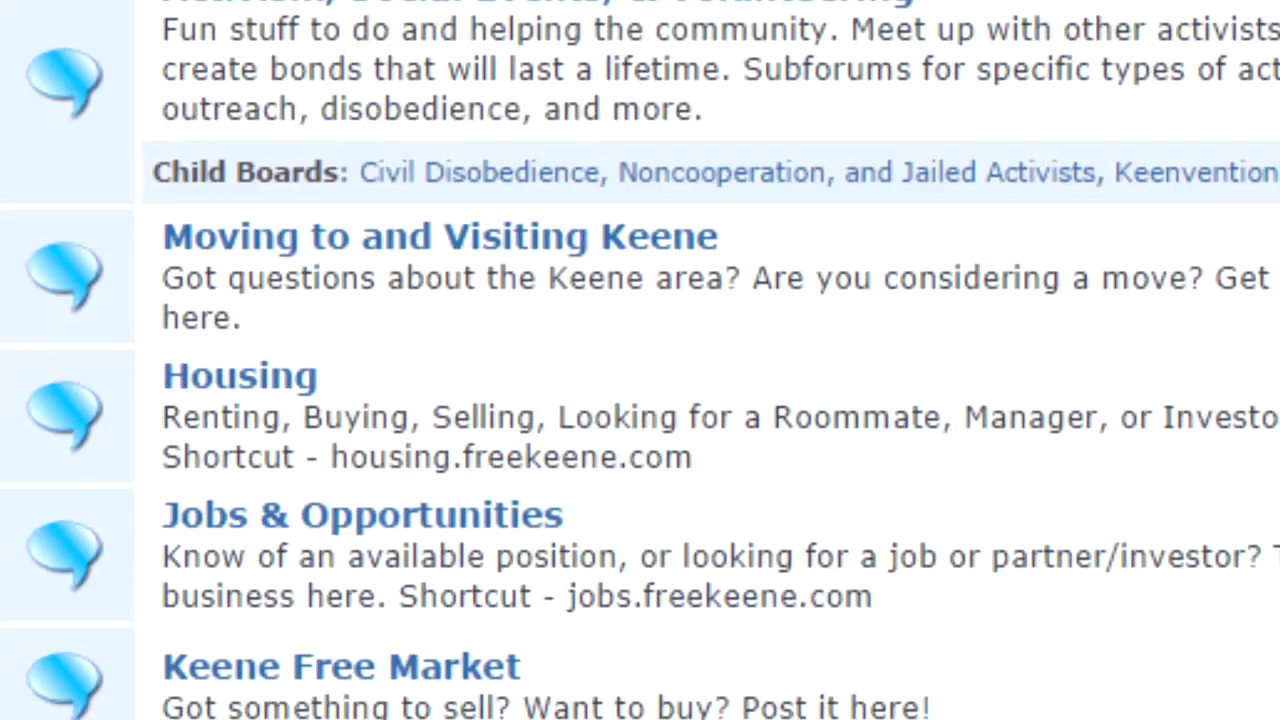 Activism, Social Events, & Volunteering
Fun stuff to do and helping the community. Meet up with other activists
create bonds that will last a lifetime. Subforums for specific types of act
outreach, disobedience, and more.
Child Boards: Civil Disobedience, Noncooperation, and Jailed Activists, Keenvention
Moving to and Visiting Keene
Got questions about the Keene area? Are you considering a move? Get
here.
Housing
Renting, Buying, Selling, Looking for a Roommate, Manager, or Investo
Shortcut - housing.freekeene.com
Jobs & Opportunities
Know of an available position, or looking for a job or partner/investor? T
business here. Shortcut - jobs.freekeene.com
Keene Free Market
Got something to sell? Want to buy? Post it here!